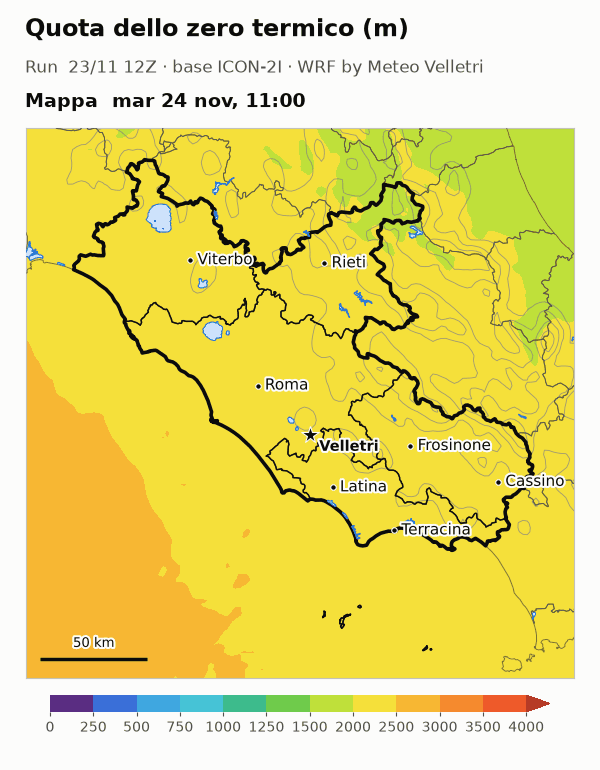 Quota dello zero termico (m)
Run 23/11 12Z · base ICON-2I · WRF by Meteo Velletri
Mappa mar 24 nov, 11:00
Viterbo
Rieti
Roma
Velletri
Frosinone
Latina
Cassino
Terracina
50 km
0 250 500 750 1000 1250 1500 2000 2500 3000 3500 4000